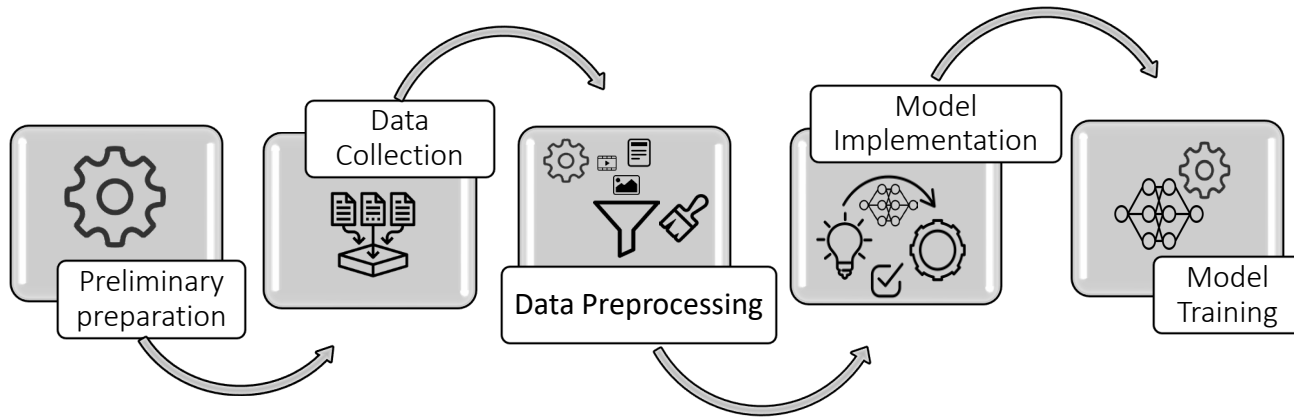 Preliminary
preparation
Data
Collection
Data Preprocessing
Model
Implementation
Model
Training